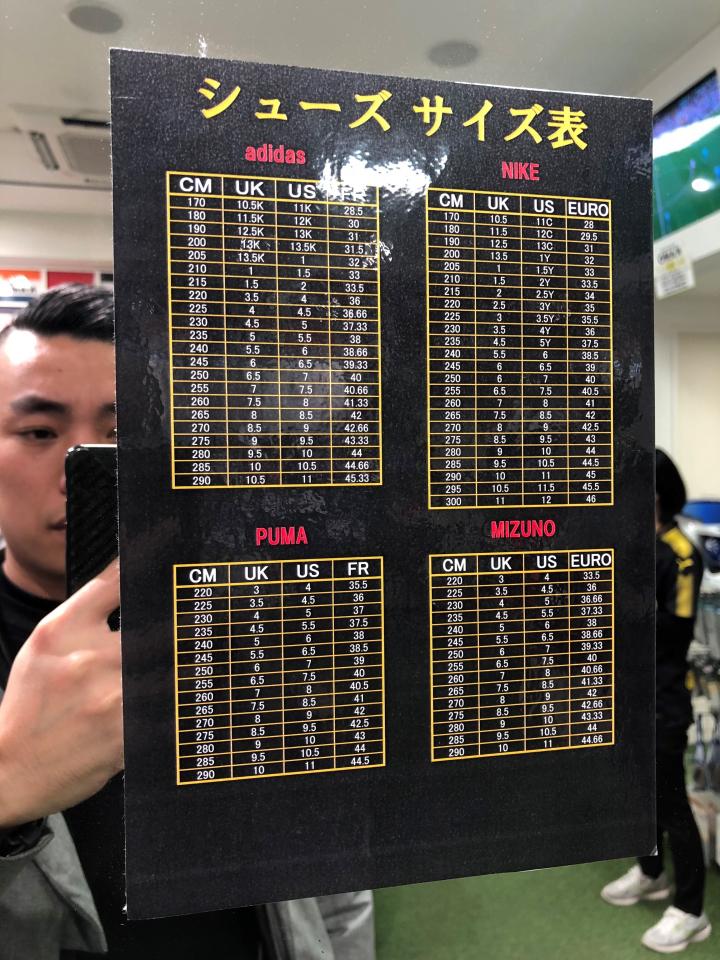 シューズ サイズ表
adidas
CM UK US FR
170 10.5K 11K 28.5
180 11.5K 12K 30
190 12.5K 13K 31
200 13K 13.5K 31.5
205 13.5K 1 32
210 1 1.5 33
215 1.5 2 33.5
220 3.5 4 36
225 4 4.5 36.66
230 4.5 5 37.33
235 5 5.5 38
240 5.5 6 38.66
245 6 6.5 39.33
250 6.5 7 40
255 7 7.5 40.66
260 7.5 8 41.33
265 8 8.5 42
270 8.5 9 42.66
275 9 9.5 43.33
280 9.5 10 44
285 10 10.5 44.66
290 10.5 11 45.33
NIKE
CM UK US EURO
170 10.5 11C 28
180 11.5 12C 29.5
190 12.5 13C 31
200 13.5 1Y 32
205 1 1.5Y 33
210 1.5 2Y 33.5
215 2 2.5Y 34
220 2.5 3Y 35
225 3 3.5Y 35.5
230 3.5 4Y 36
235 4.5 5Y 37.5
240 5.5 6 38.5
245 6 6.5 39
250 6 7 40
255 6.5 7.5 40.5
260 7 8 41
265 7.5 8.5 42
270 8 9 42.5
275 8.5 9.5 43
280 9 10 44
285 9.5 10.5 44.5
290 10 11 45
295 10.5 11.5 45.5
300 11 12 46
PUMA
CM UK US FR
220 3 4 35.5
225 3.5 4.5 36
230 4 5 37
235 4.5 5.5 37.5
240 5 6 38
245 5.5 6.5 38.5
250 6 7 39
255 6.5 7.5 40
260 7 8 40.5
265 7.5 8.5 41
270 8 9 42
275 8.5 9.5 42.5
280 9 10 43
285 9.5 10.5 44
290 10 11 44.5
MIZUNO
CM UK US EURO
220 3 4 33.5
225 3.5 4.5 36
230 4 5 36.66
235 4.5 5.5 37.33
240 5 6 38
245 5.5 6.5 38.66
250 6 7 39.33
255 6.5 7.5 40
260 7 8 40.66
265 7.5 8.5 41.33
270 8 9 42
275 8.5 9.5 42.66
280 9 10 43.33
285 9.5 10.5 44
290 10 11 44.66